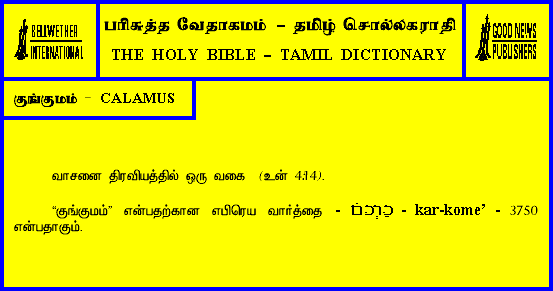 BELLWETHER
INTERNATIONAL
பரிசுத்த வேதாகமம் – தமிழ் சொல்லகராதி
THE HOLY BIBLE – TAMIL DICTIONARY
GOOD NEWS
PUBLISHERS
குங்குமம் – CALAMUS
வாசனை திரவியத்தில் ஒரு வகை (உன் 4:14).
“குங்குமம்” என்பதற்கான எபிரெய வார்த்தை - כַּרְכֹּם - kar-kome’ - 3750
என்பதாகும்.